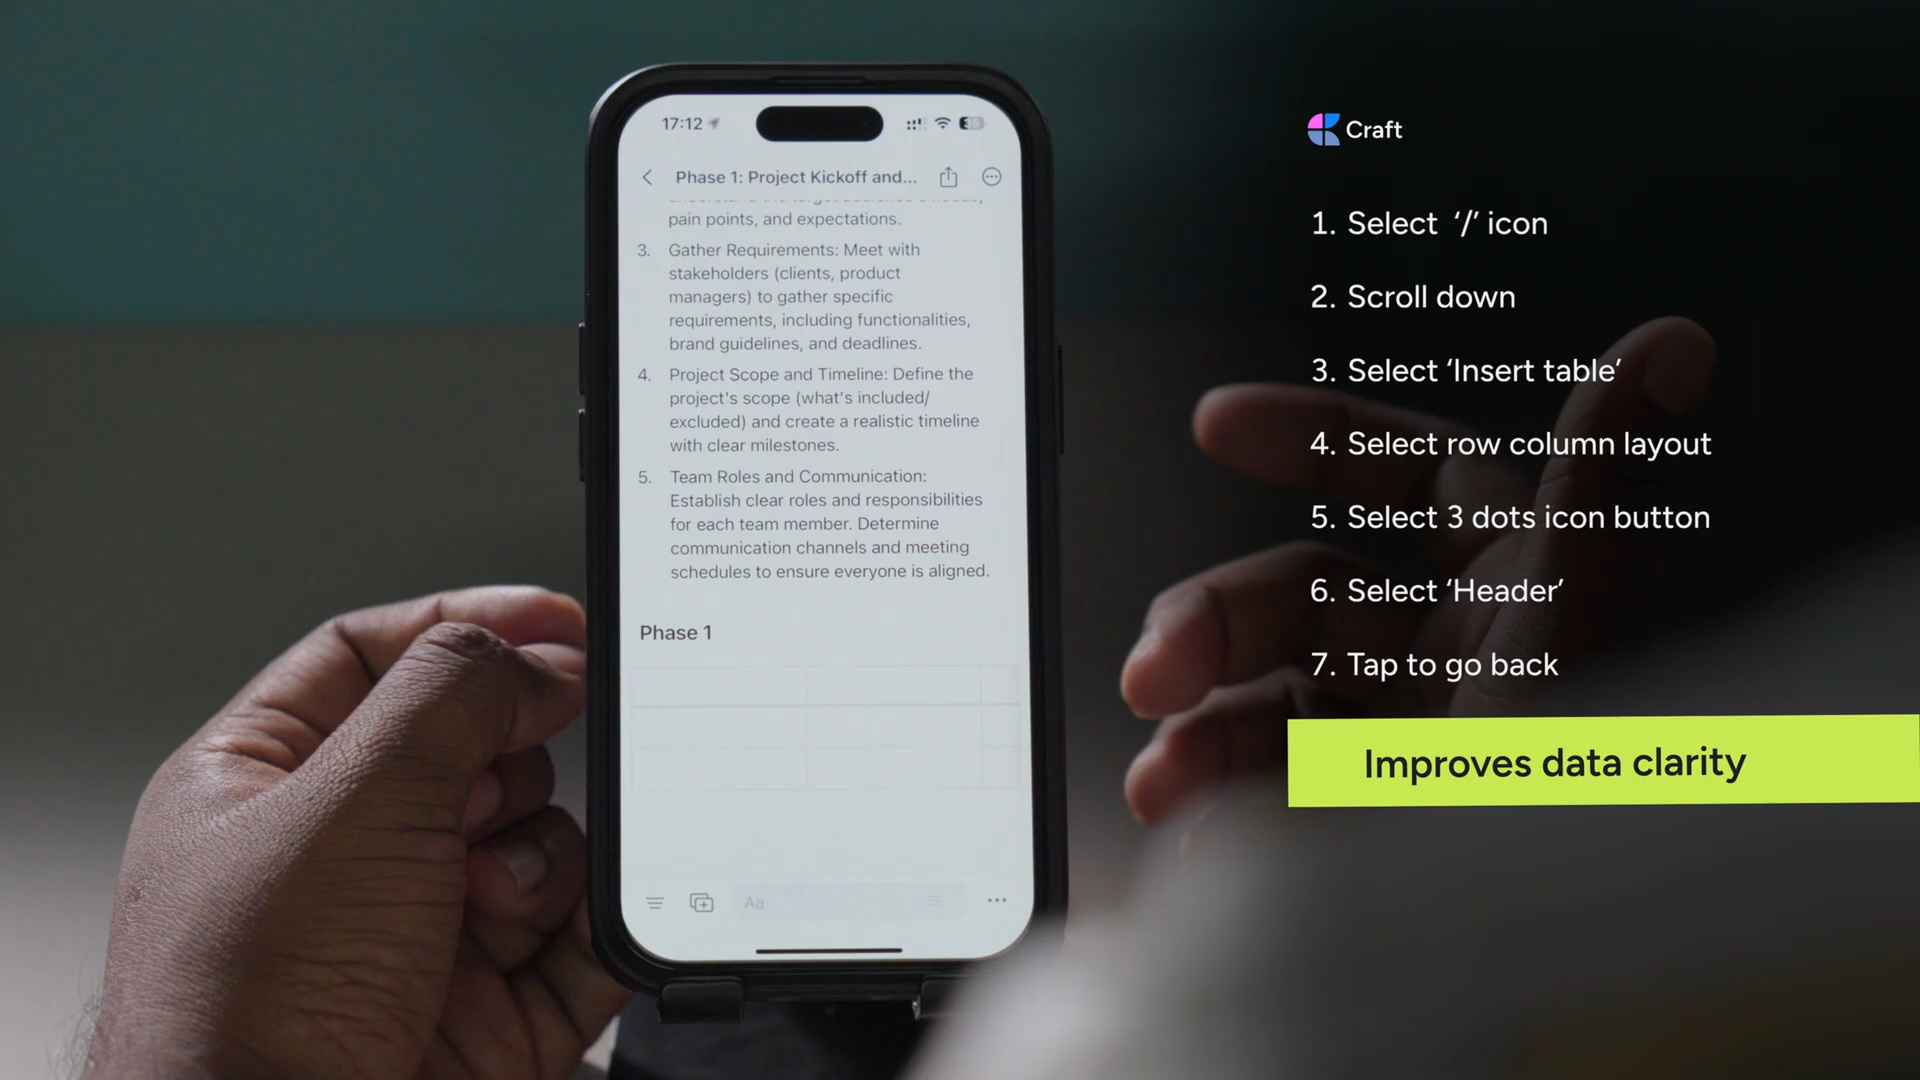 17:12
Phase 1: Project Kickoff and...
pain points, and expectations.
3. Gather Requirements: Meet with
stakeholders (clients, product
managers) to gather specific
requirements, including functionalities,
brand guidelines, and deadlines.
4. Project Scope and Timeline: Define the
project's scope (what's included/
excluded) and create a realistic timeline
with clear milestones.
5. Team Roles and Communication:
Establish clear roles and responsibilities
for each team member. Determine
communication channels and meeting
schedules to ensure everyone is aligned.
Phase 1
Aa
Craft
1. Select ‘/’ icon
2. Scroll down
3. Select ‘Insert table’
4. Select row column layout
5. Select 3 dots icon button
6. Select ‘Header’
7. Tap to go back
Improves data clarity